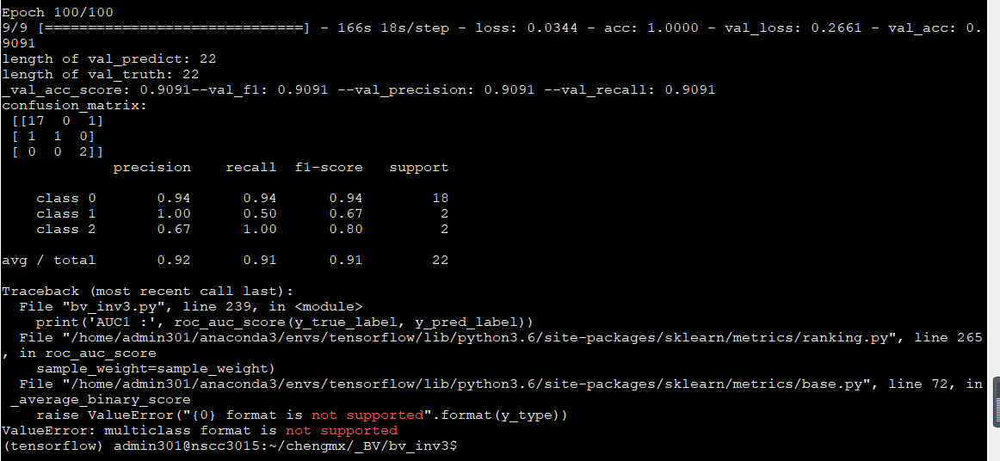 Epoch 100/100
9/9 [==============================] - 166s 18s/step - loss: 0.0344 - acc: 1.0000 - val_loss: 0.2661 - val_acc: 0.
9091
length of val_predict: 22
length of val_truth: 22
_val_acc_score: 0.9091--val_f1: 0.9091 --val_precision: 0.9091 --val_recall: 0.9091
confusion_matrix:
 [[17  0  1]
 [ 1  1  0]
 [ 0  0  2]]
             precision    recall  f1-score   support

    class 0       0.94      0.94      0.94        18
    class 1       1.00      0.50      0.67         2
    class 2       0.67      1.00      0.80         2

avg / total       0.92      0.91      0.91        22

Traceback (most recent call last):
  File "bv_inv3.py", line 239, in <module>
    print('AUC1 :', roc_auc_score(y_true_label, y_pred_label))
  File "/home/admin301/anaconda3/envs/tensorflow/lib/python3.6/site-packages/sklearn/metrics/ranking.py", line 265
, in roc_auc_score
    sample_weight=sample_weight)
  File "/home/admin301/anaconda3/envs/tensorflow/lib/python3.6/site-packages/sklearn/metrics/base.py", line 72, in
 _average_binary_score
    raise ValueError("{0} format is not supported".format(y_type))
ValueError: multiclass format is not supported
(tensorflow) admin301@nscc3015:~/chengmx/_BV/bv_inv3$